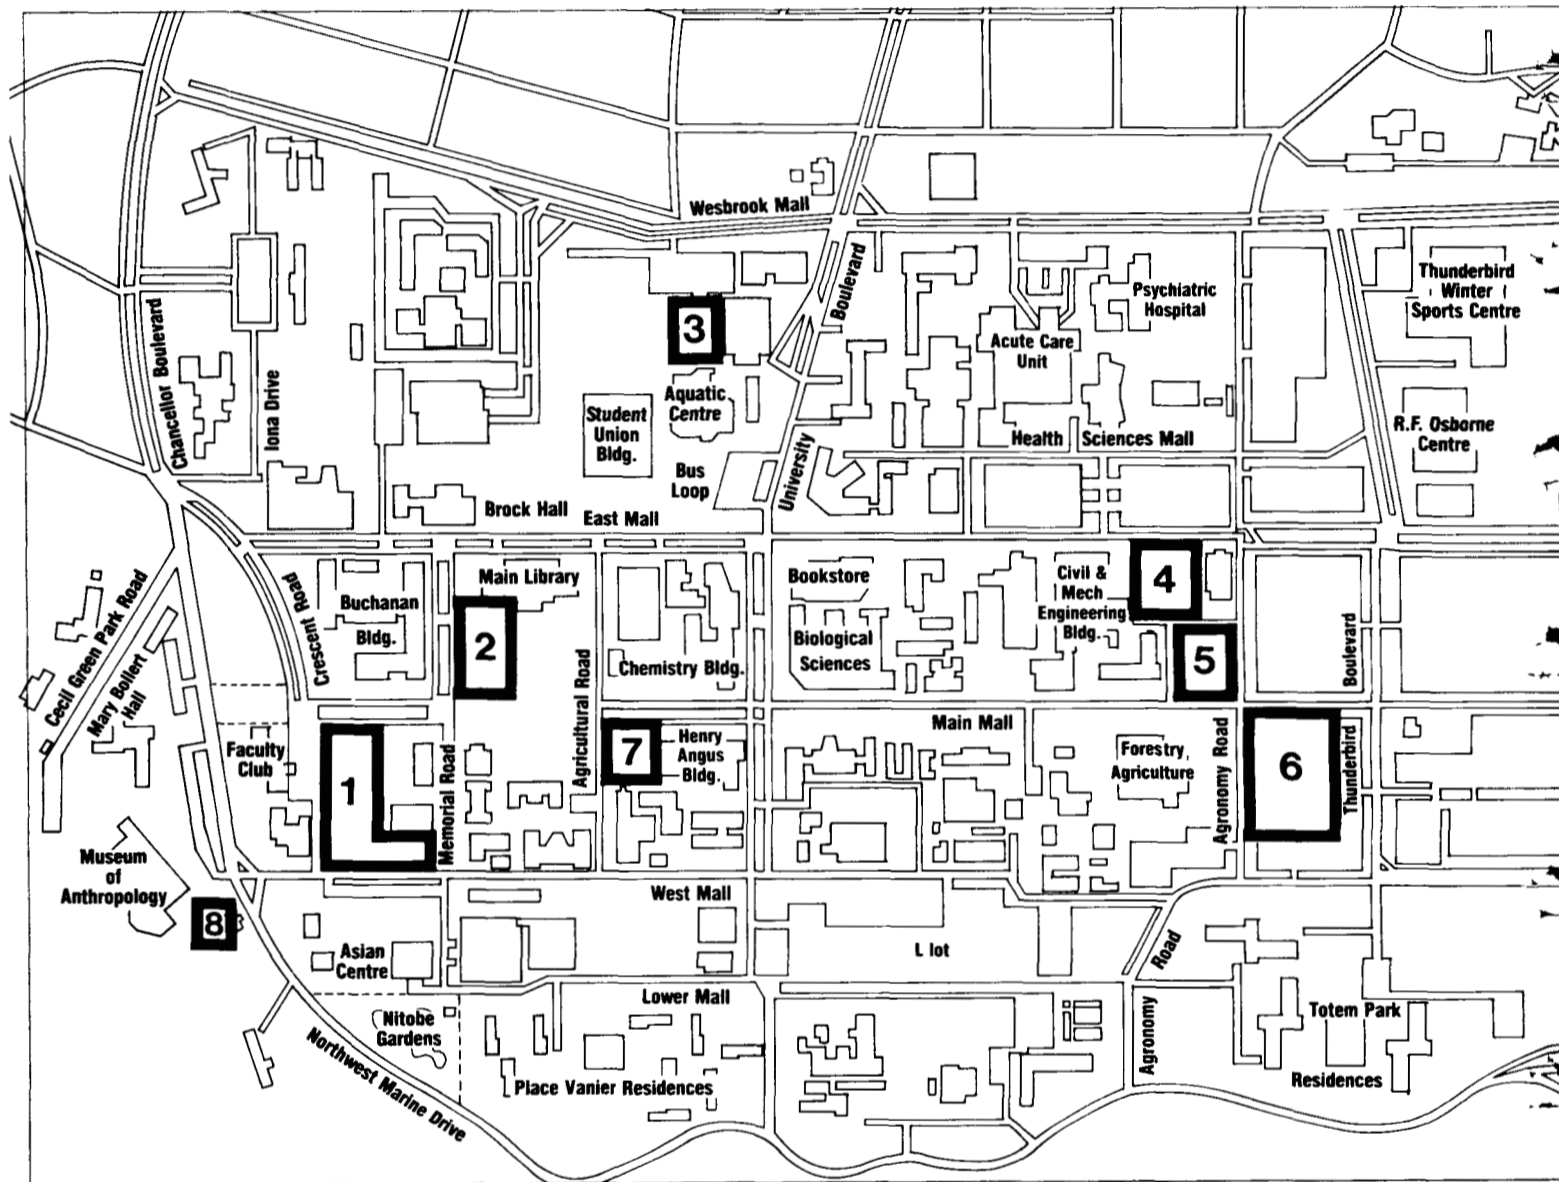 Wesbrook Mall
Boulevard
Psychiatric
Hospital
Thunderbird
Winter
Sports Centre
3
Acute Care
Unit
Chancellor Boulevard
Iona Drive
Aquatic
Centre
Student
Union
Bldg.
R.F. Osborne
Centre
Health
Sciences Mall
Bus
Loop
University
Brock Hall
East Mall
Main Library
Bookstore
Civil &
Mech
Engineering
Bldg.
4
Crescent Road
Buchanan
Bldg.
2
Cecil Green Park Road
Mary Bollert
Hall
Agricultural Road
Chemistry Bldg.
Biological
Sciences
5
Boulevard
Main Mall
Faculty
Club
1
Memorial Road
7
Henry
Angus
Bldg.
Forestry
Agriculture
Agronomy Road
6
Thunderbird
Museum
of
Anthropology
8
West Mall
Asian
Centre
L lot
Road
Lower Mall
Nitobe
Gardens
Agronomy
Totem Park
Residences
Northwest Marine Drive
Place Vanier Residences